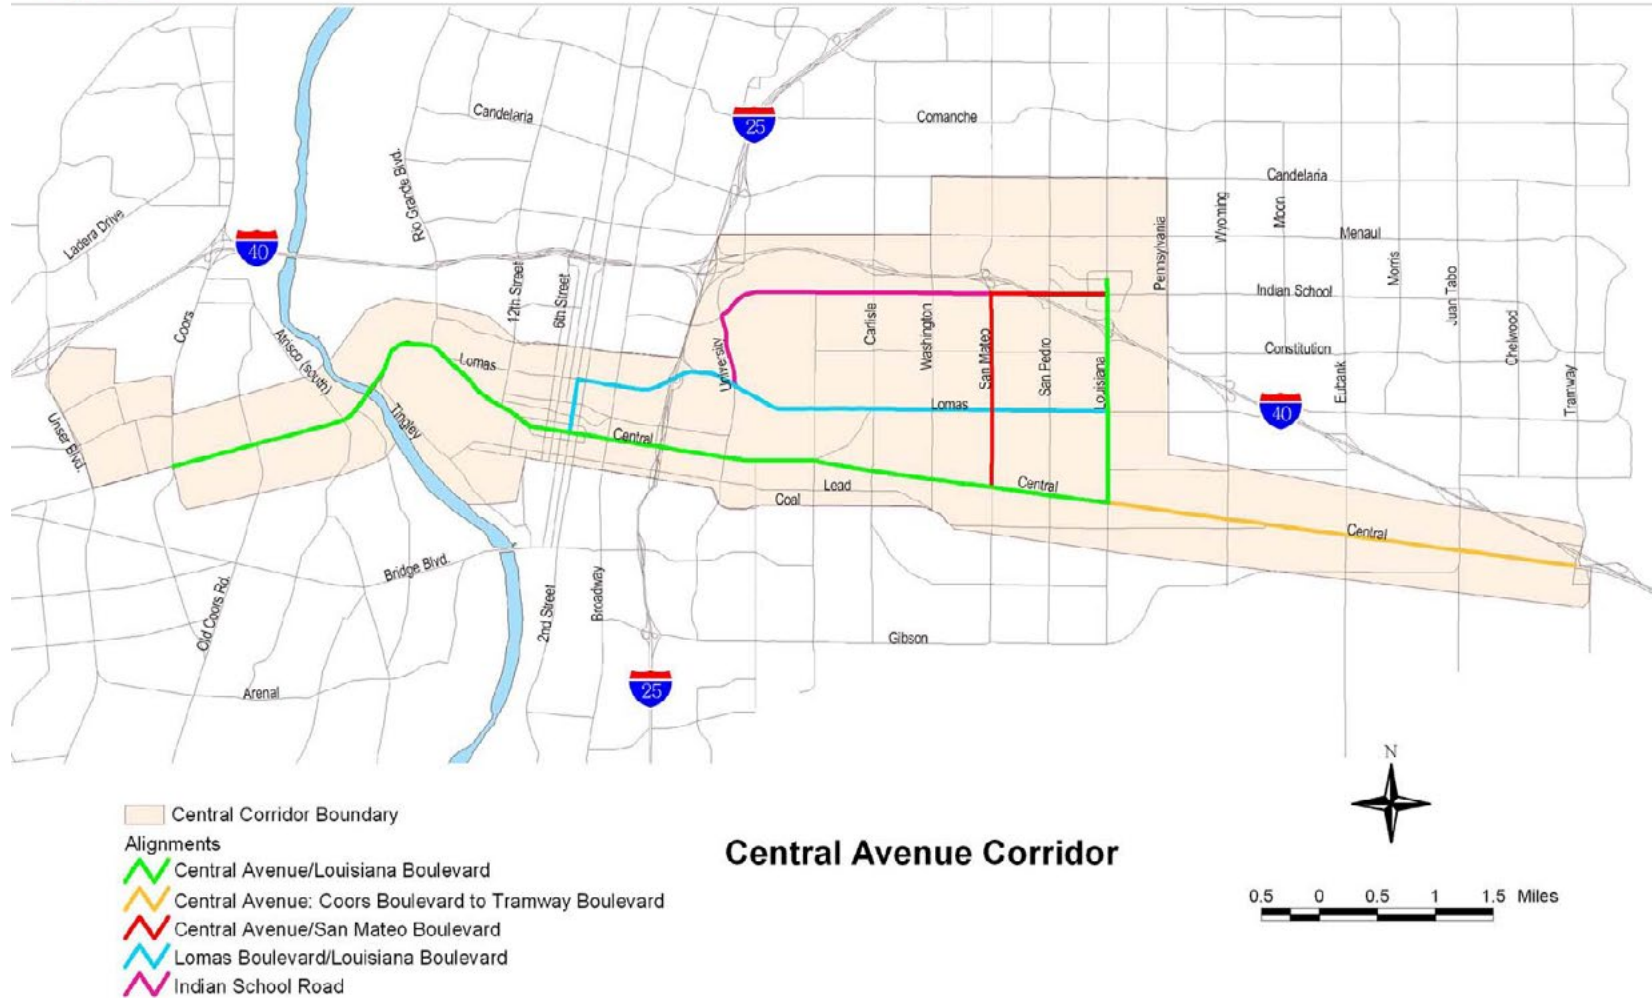 Candelaria
25
Comanche
Rio Grande Blvd.
Candelaria
Ladera Drive
40
Pennsylvania
Wyoming
Moon
Menaul
Morris
Juan Tabo
12th Street
6th Street
Indian School
Coors
Atrisco (south)
Lomas
University
Carlisle
Washington
San Mateo
San Pedro
Louisiana
Constitution
Chelwood
Eubank
Tramway
Unser Blvd.
Tingley
Lomas
40
Central
Lead
Central
Coal
Central
Bridge Blvd.
Old Coors Rd.
2nd Street
Broadway
Gibson
25
Arenal
N
Central Corridor Boundary
Alignments
Central Avenue/Louisiana Boulevard
Central Avenue: Coors Boulevard to Tramway Boulevard
Central Avenue/San Mateo Boulevard
Lomas Boulevard/Louisiana Boulevard
Indian School Road
Central Avenue Corridor
0.5 0 0.5 1 1.5 Miles